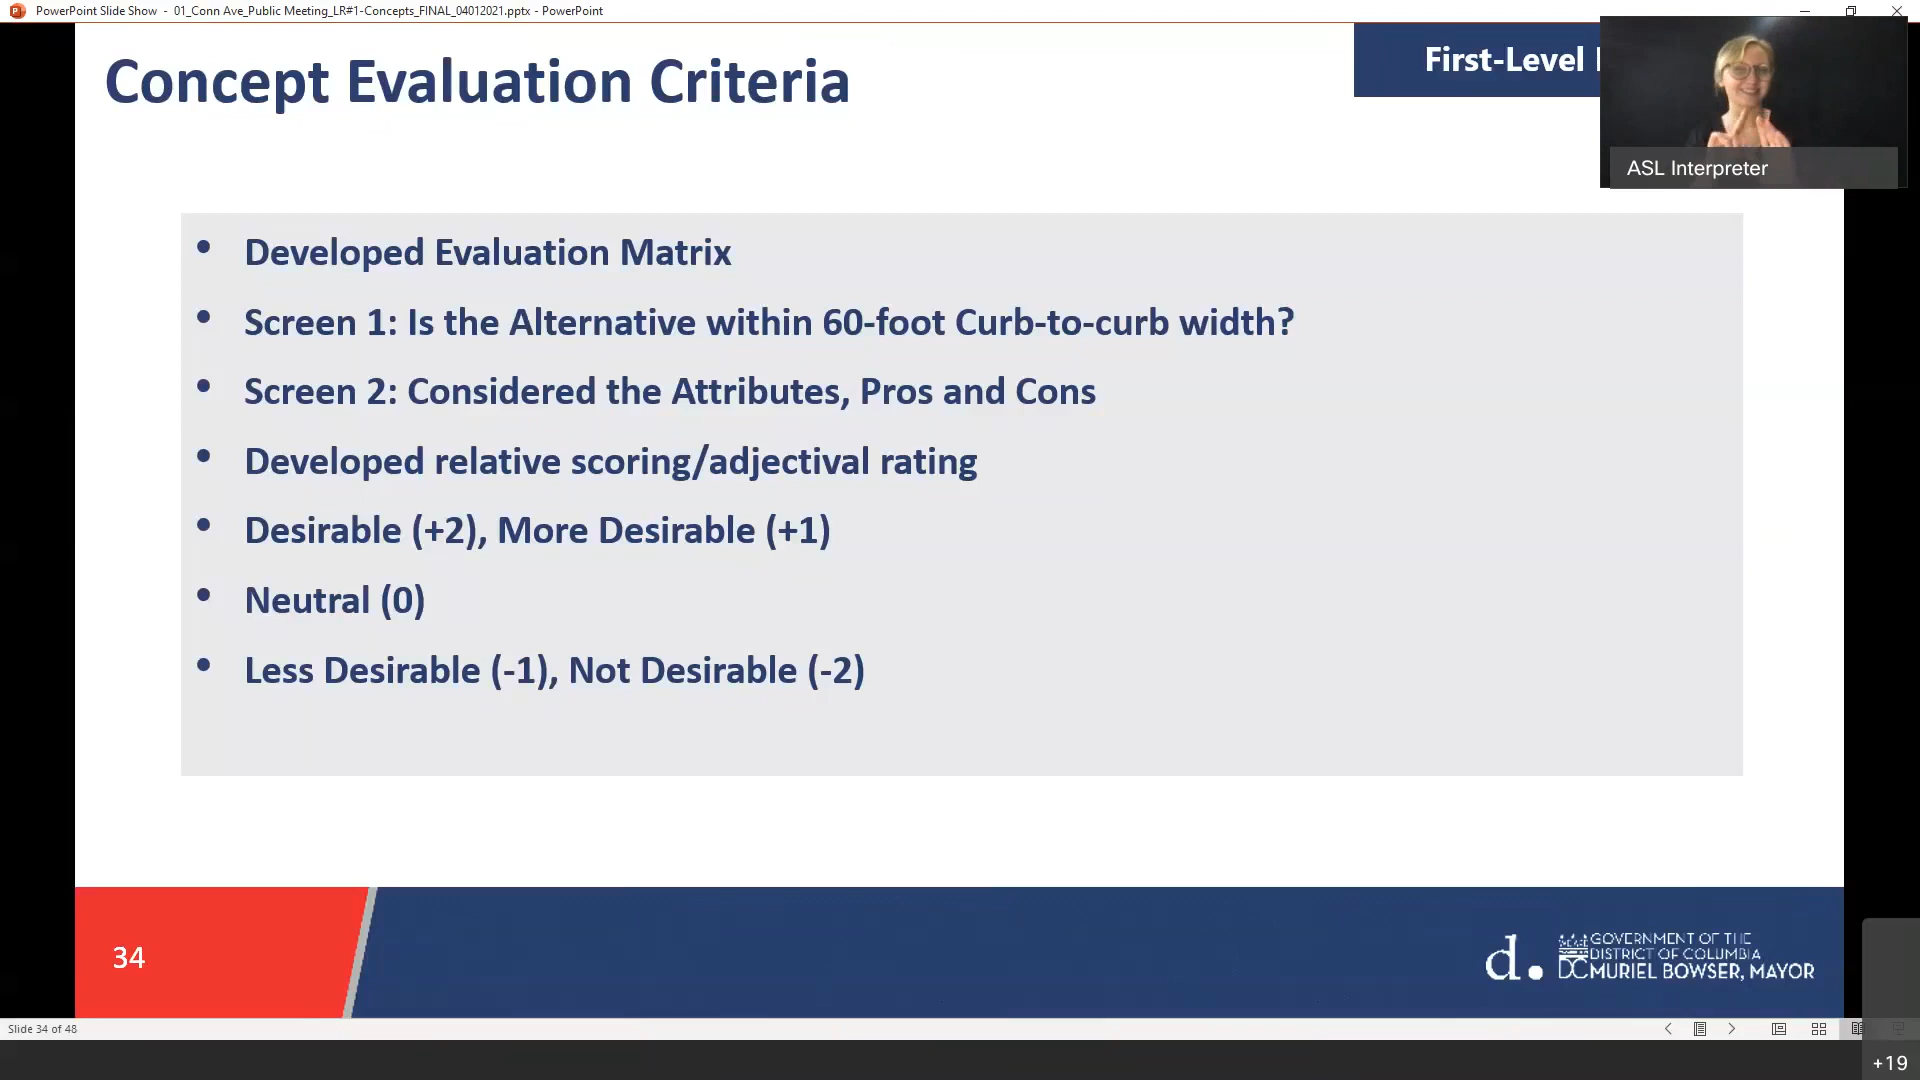 PowerPoint Slide Show - 01_Conn Ave_Public Meeting_LR#1-Concepts_FINAL_04012021.pptx - PowerPoint
Concept Evaluation Criteria
First-Level
ASL Interpreter
• Developed Evaluation Matrix
• Screen 1: Is the Alternative within 60-foot Curb-to-curb width?
• Screen 2: Considered the Attributes, Pros and Cons
• Developed relative scoring/adjectival rating
• Desirable (+2), More Desirable (+1)
• Neutral (0)
• Less Desirable (-1), Not Desirable (-2)
34
d.
WE ARE
DC
GOVERNMENT OF THE
DISTRICT OF COLUMBIA
MURIEL BOWSER, MAYOR
Slide 34 of 48
+19